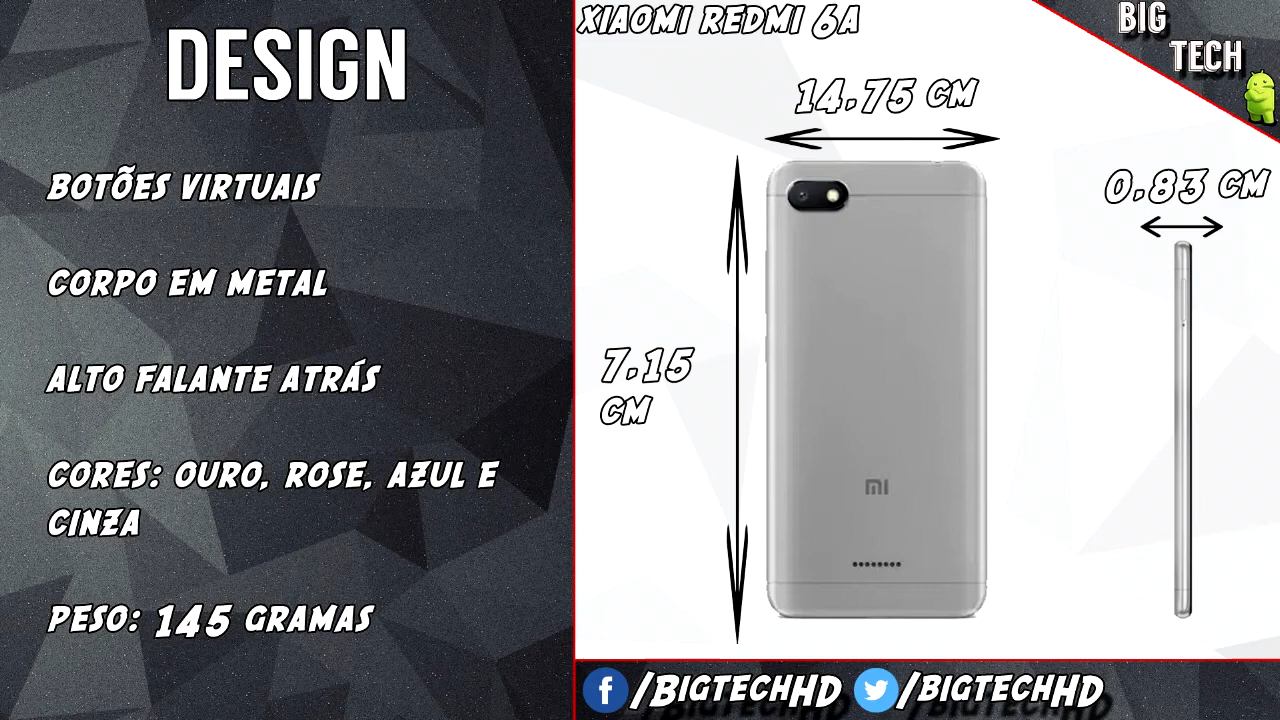 DESIGN
BOTÕES VIRTUAIS
CORPO EM METAL
ALTO FALANTE ATRÁS
CORES: OURO, ROSE, AZUL E
CINZA
PESO: 145 GRAMAS
XIAOMI REDMI 6A
BIG
TECH
14.75 CM
0.83 CM
7.15
CM
MI
f /BIGTECHHD /BIGTECHHD